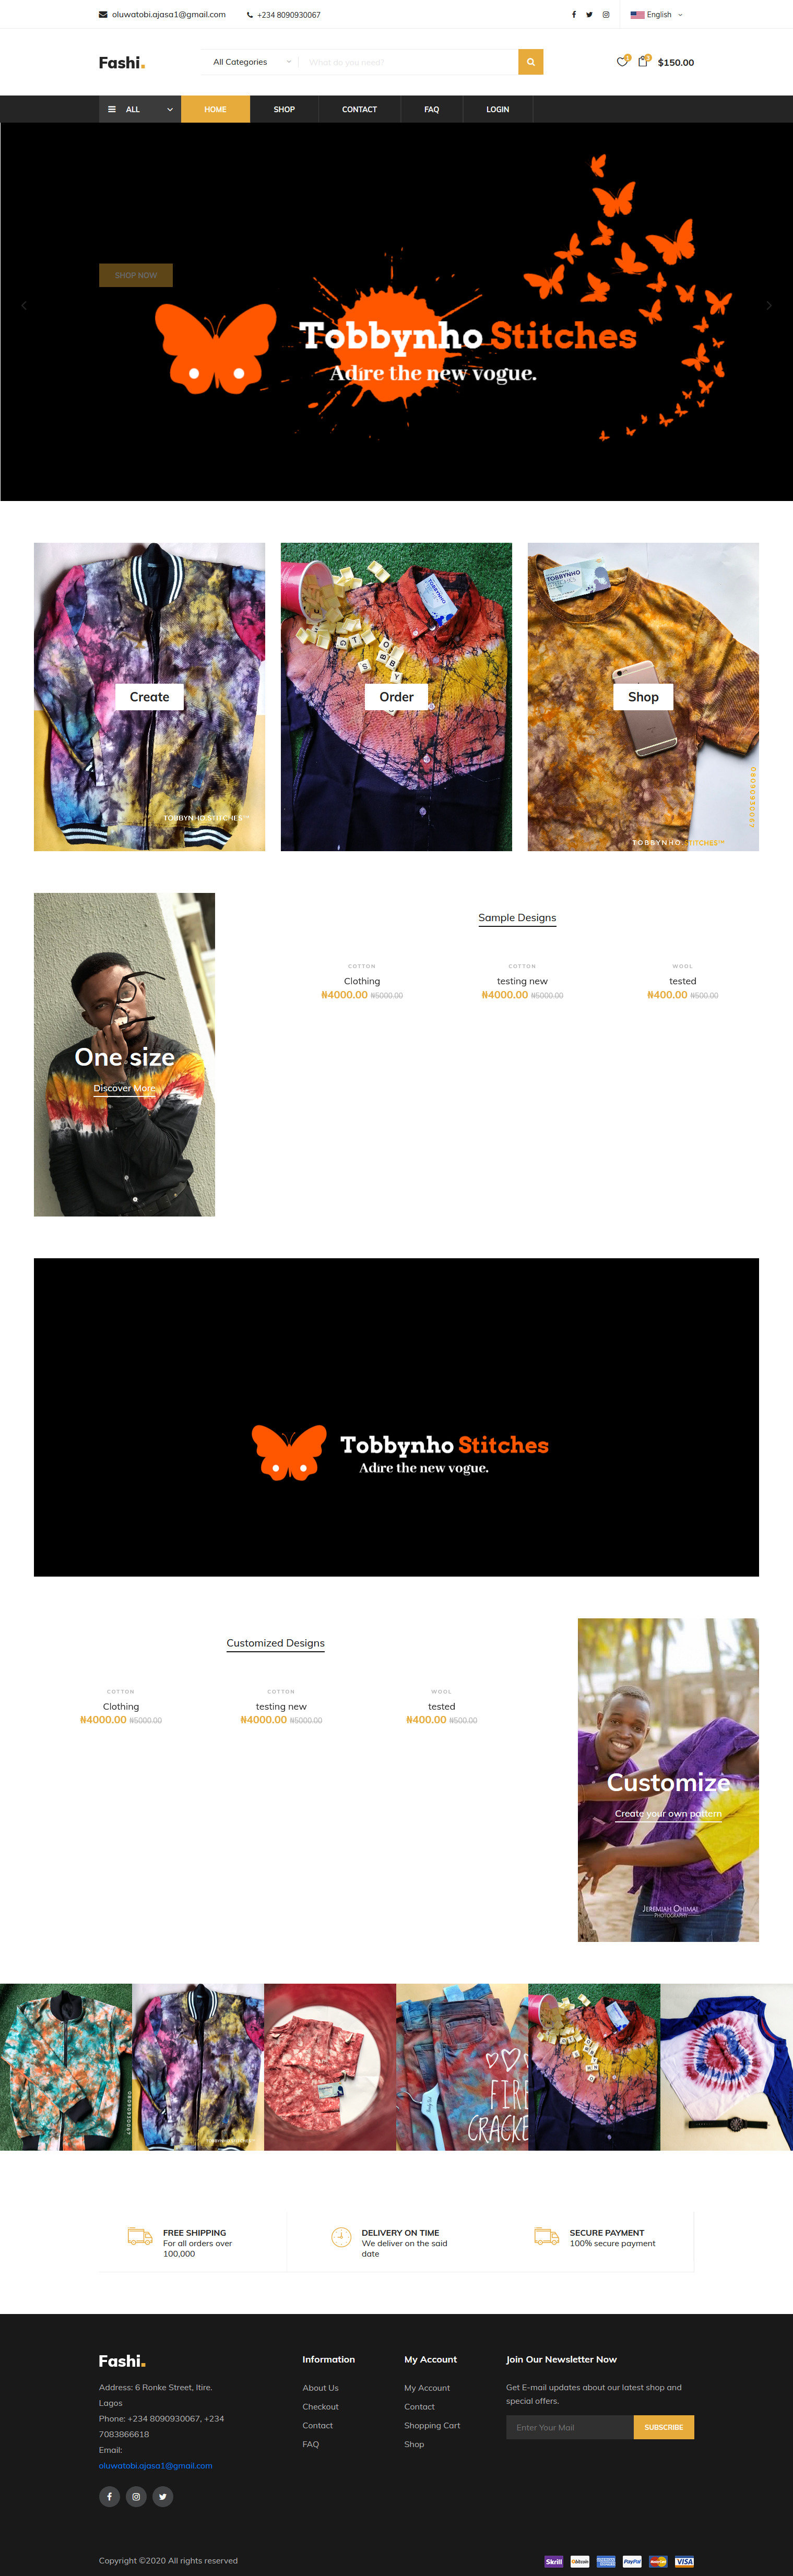 oluwatobi.ajasa1@gmail.com
+234 8090930067
English
Fashi.
All Categories
What do you need?
1
3
$150.00
ALL
HOME
SHOP
CONTACT
FAQ
LOGIN
SHOP NOW
Tobbynho Stitches
Adire the new vogue.
Create
TOBBYNHO.STITCHES™
Order
TOBBYNHO
Shop
TOBBYNHO
STITCHES
08090930067
TOBBYNHO.STITCHES™
One size
Discover More
Sample Designs
COTTON
Clothing
₦4000.00 ₦5000.00
COTTON
testing new
₦4000.00 ₦5000.00
WOOL
tested
₦400.00 ₦500.00
Tobbynho Stitches
Adire the new vogue.
Customized Designs
COTTON
Clothing
₦4000.00 ₦5000.00
COTTON
testing new
₦4000.00 ₦5000.00
WOOL
tested
₦400.00 ₦500.00
Customize
Create your own pattern
Jeremiah Ohimai
Photography
08090930067
FIRE
CRACKE
FREE SHIPPING
For all orders over
100,000
DELIVERY ON TIME
We deliver on the said
date
SECURE PAYMENT
100% secure payment
Fashi.
Address: 6 Ronke Street, Itire.
Lagos
Phone: +234 8090930067, +234
7083866618
Email:
oluwatobi.ajasa1@gmail.com
Information
About Us
Checkout
Contact
FAQ
My Account
My Account
Contact
Shopping Cart
Shop
Join Our Newsletter Now
Get E-mail updates about our latest shop and
special offers.
Enter Your Mail
SUBSCRIBE
Copyright ©2020 All rights reserved
Skrill
bitcoin
PayPal
VISA